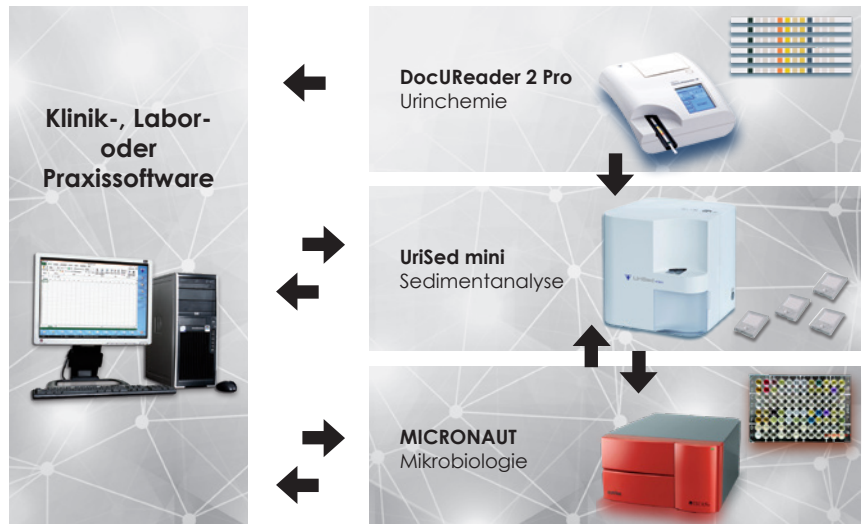 Klinik-, Labor-
oder
Praxissoftware
DocUReader 2 Pro
Urinchemie
UriSed mini
Sedimentanalyse
MICRONAUT
Mikrobiologie